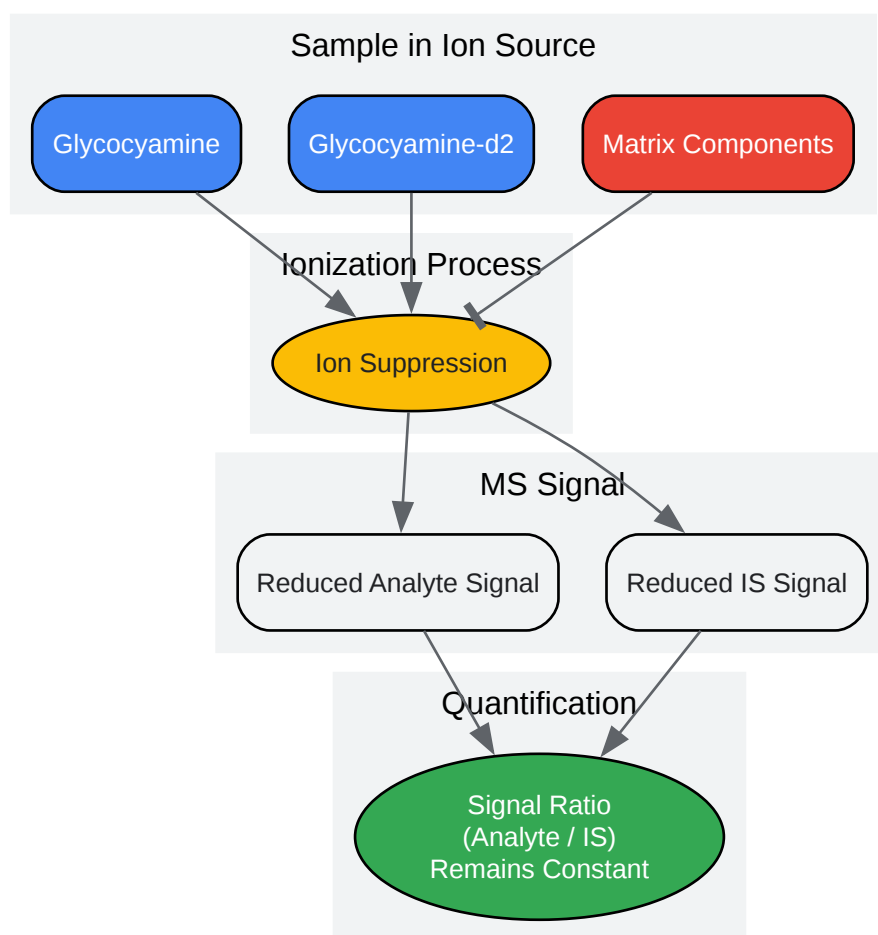 Sample in Ion Source
Glycocyamine
Glycocyamine-d2
Matrix Components
Ionization Process
Ion Suppression
MS Signal
Reduced Analyte Signal
Reduced IS Signal
Quantification
Signal Ratio
(Analyte / IS)
Remains Constant